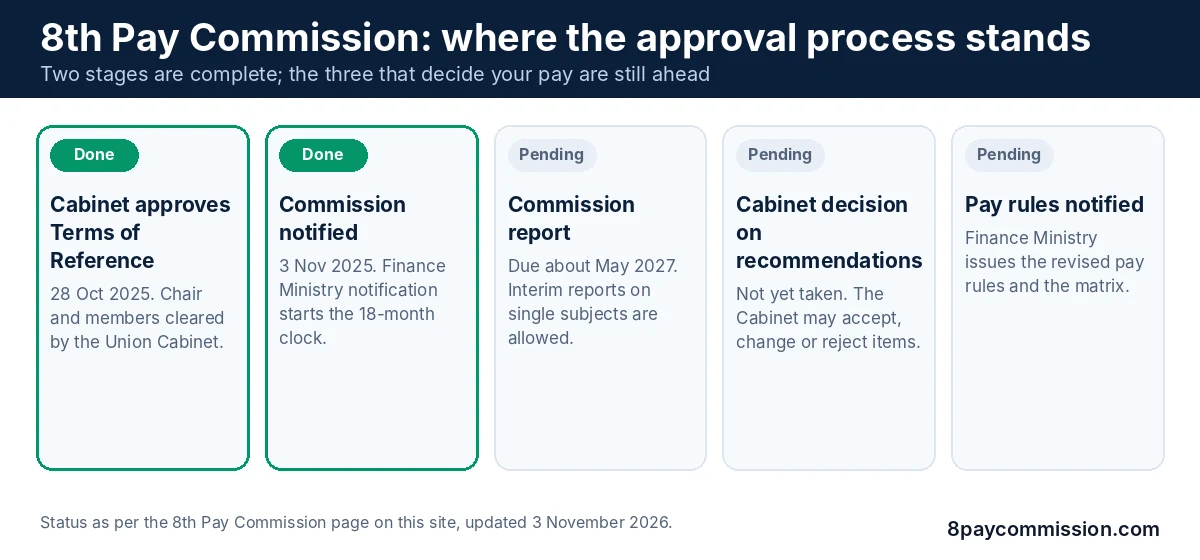 8th Pay Commission: where the approval process stands
Two stages are complete; the three that decide your pay are still ahead
Done
Cabinet approves
Terms of
Reference
28 Oct 2025. Chair
and members cleared
by the Union Cabinet.
Done
Commission
notified
3 Nov 2025. Finance
Ministry notification
starts the 18-month
clock.
Pending
Commission
report
Due about May 2027.
Interim reports on
single subjects are
allowed.
Pending
Cabinet decision
on
recommendations
Not yet taken. The
Cabinet may accept,
change or reject items.
Pending
Pay rules notified
Finance Ministry
issues the revised pay
rules and the matrix.
Status as per the 8th Pay Commission page on this site, updated 3 November 2026.
8paycommission.com